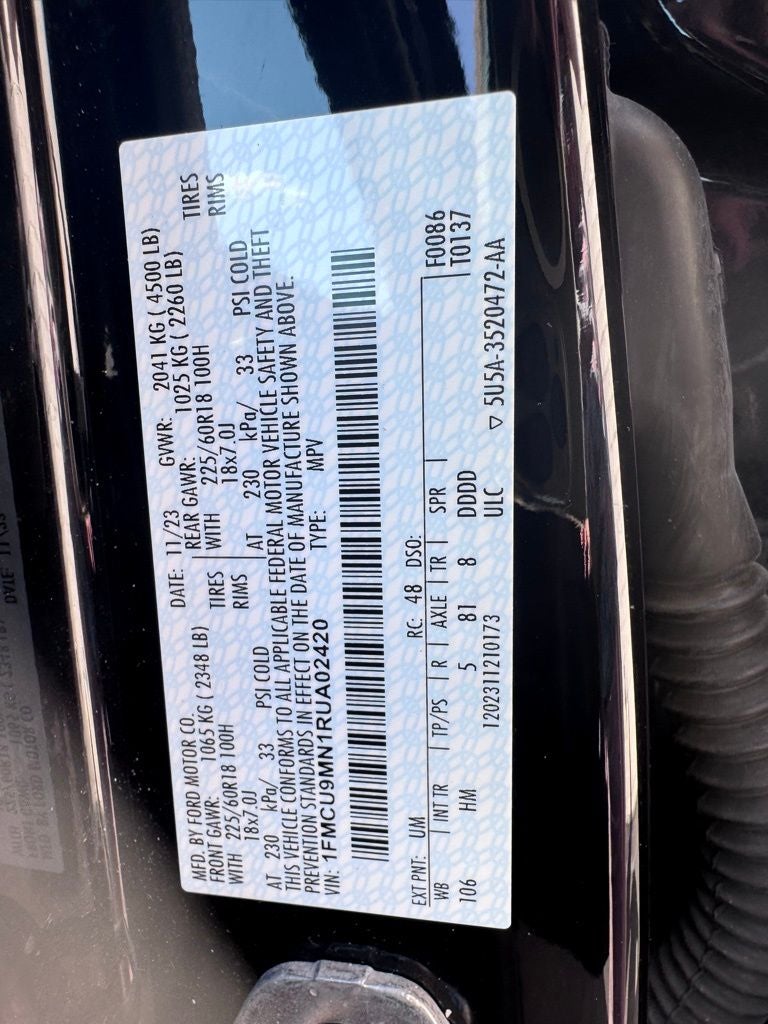 MFD. BY FORD MOTOR CO. DATE: 11/23 GVWR: 2041 KG ( 4500 LB)
FRONT GAWR: 1065 KG ( 2348 LB) REAR GAWR: 1025 KG ( 2260 LB)
WITH 225/60R18 100H TIRES WITH 225/60R18 100H TIRES
18x7.0J RIMS 18x7.0J RIMS
AT 230 kPa/ 33 PSI COLD AT 230 kPa/ 33 PSI COLD
THIS VEHICLE CONFORMS TO ALL APPLICABLE FEDERAL MOTOR VEHICLE SAFETY AND THEFT
PREVENTION STANDARDS IN EFFECT ON THE DATE OF MANUFACTURE SHOWN ABOVE.
VIN: 1FMCU9MN1RUA02420 TYPE: MPV
EXT PNT: UM RC: 48 DSO: F0086
WB INT TR TP/PS R AXLE TR SPR T0137
106 HM 5 81 8 DDDD
1202311210173 ULC ▽ 5U5A-3520472-AA